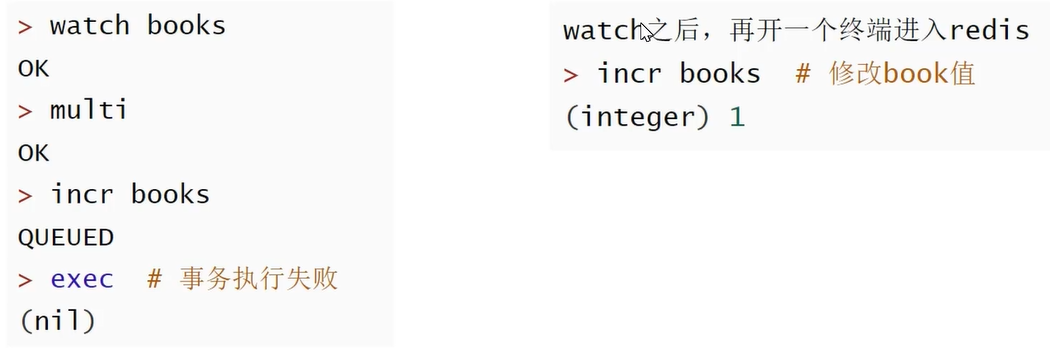 > watch books
OK
> multi
OK
> incr books
QUEUED
> exec  # 事务执行失败
(nil)
watch之后，再开一个终端进入redis
> incr books  # 修改book值
(integer) 1